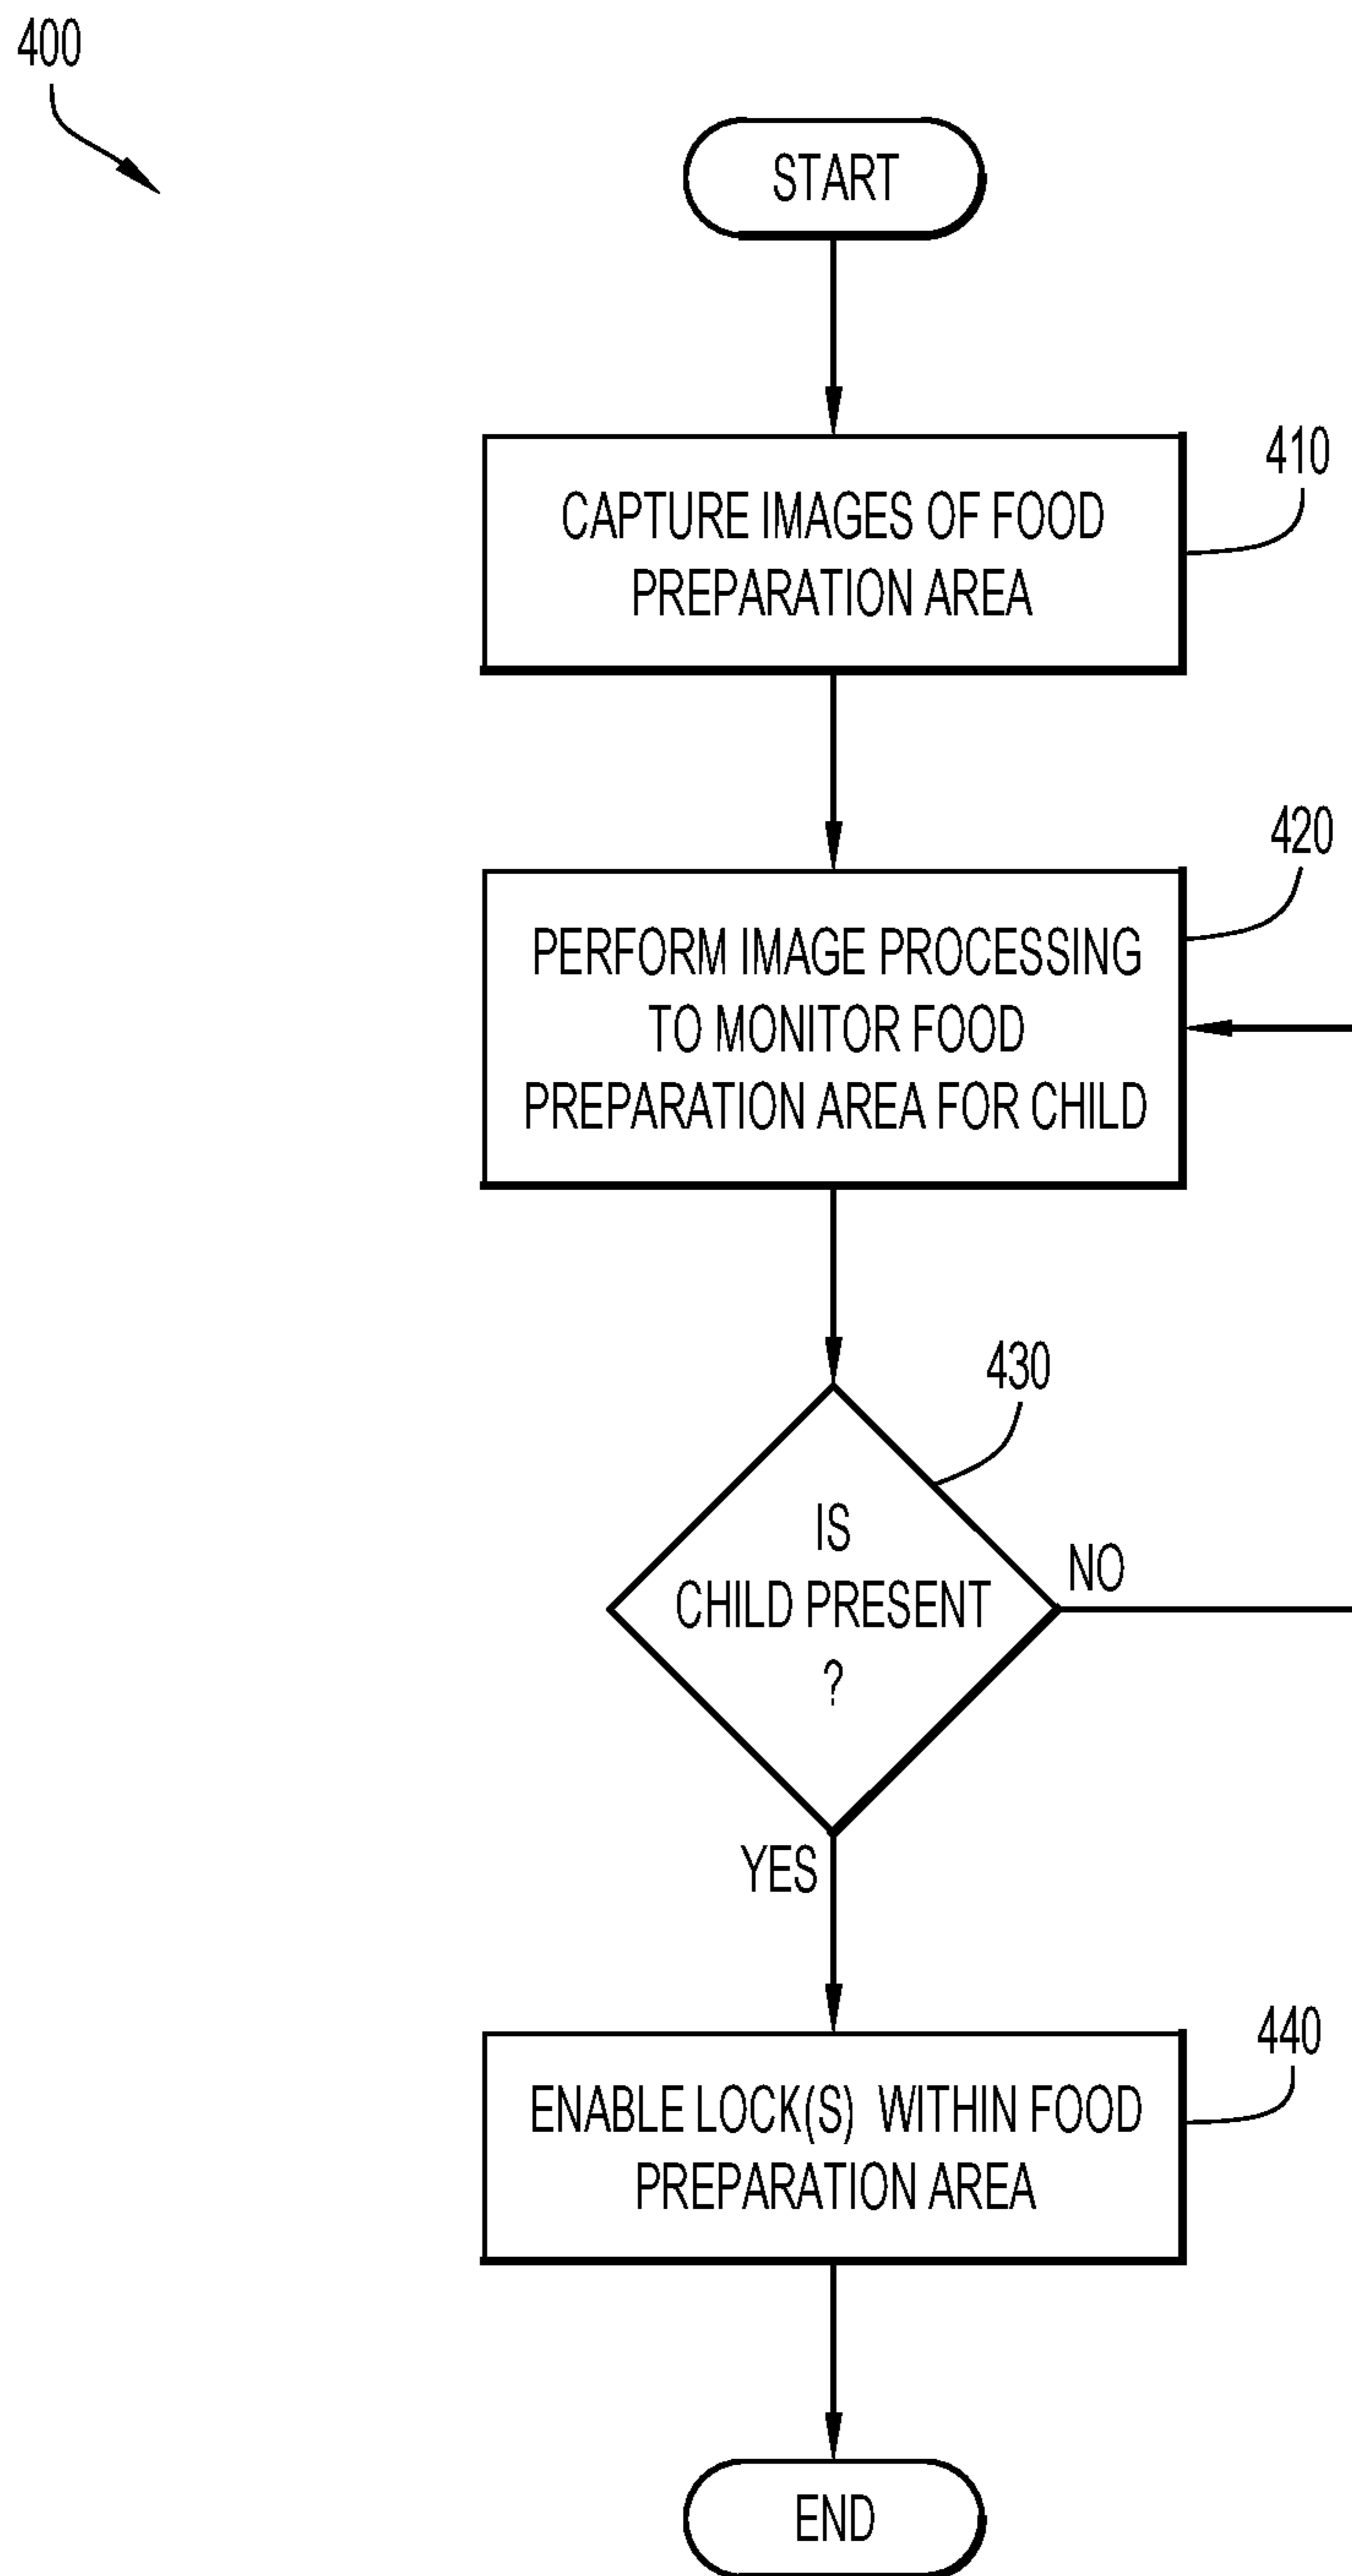 400
START
410
CAPTURE IMAGES OF FOOD
PREPARATION AREA
420
PERFORM IMAGE PROCESSING
TO MONITOR FOOD
PREPARATION AREA FOR CHILD
430
IS
CHILD PRESENT
?
NO
YES
440
ENABLE LOCK(S) WITHIN FOOD
PREPARATION AREA
END